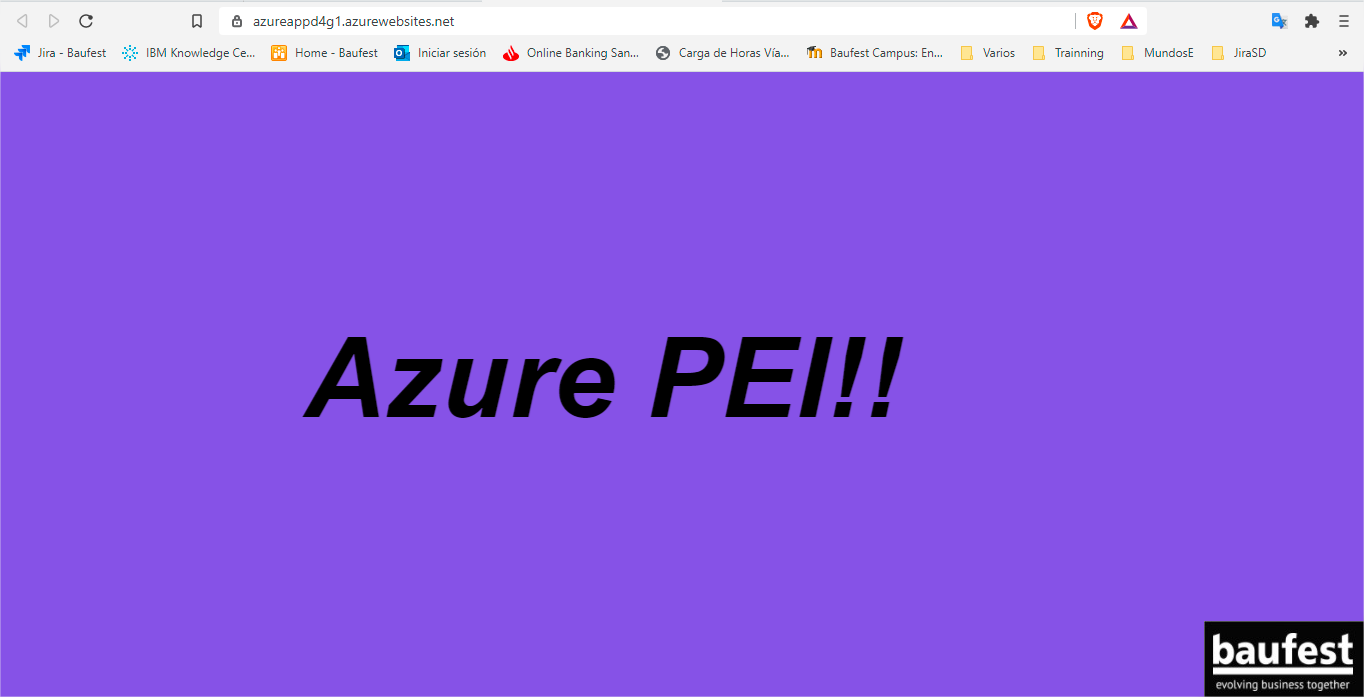 azureappd4g1.azurewebsites.net
Jira - Baufest IBM Knowledge Ce... Home - Baufest Iniciar sesión Online Banking San... Carga de Horas Vía... Baufest Campus: En... Varios Trainning MundosE JiraSD »
Azure PEI!!
baufest
evolving business together